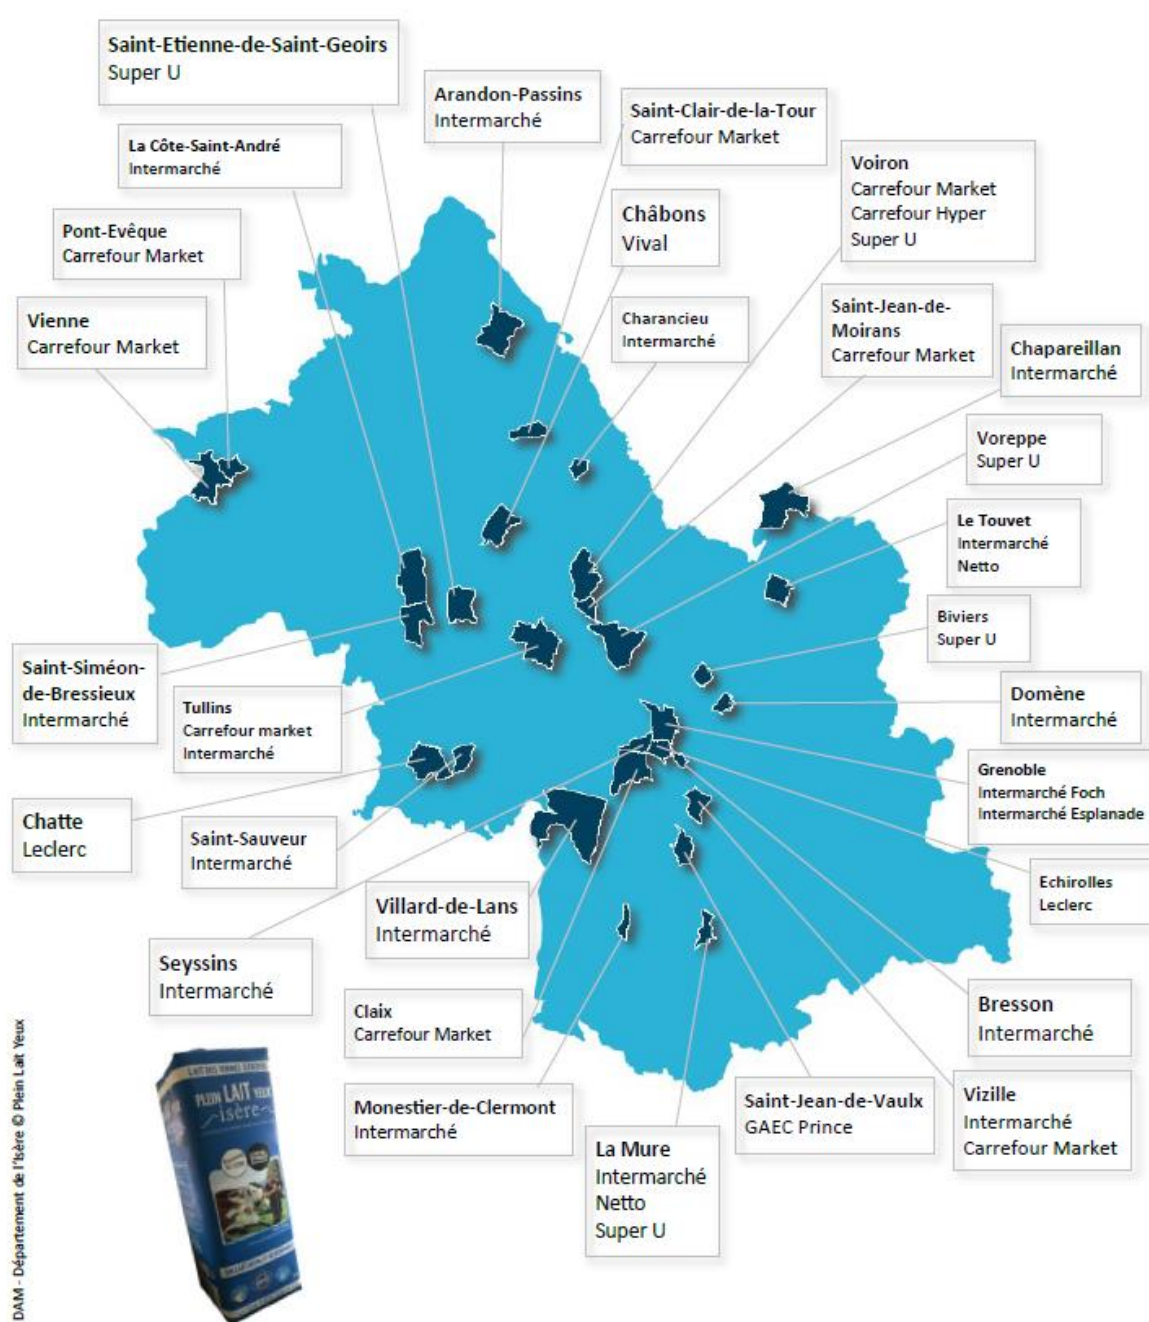 Saint-Etienne-de-Saint-Geoirs
Super U
Arandon-Passins
Intermarché
Saint-Clair-de-la-Tour
Carrefour Market
La Côte-Saint-André
Intermarché
Voiron
Carrefour Market
Carrefour Hyper
Super U
Châbons
Vival
Pont-Evêque
Carrefour Market
Vienne
Carrefour Market
Charancieu
Intermarché
Saint-Jean-de-
Moirans
Carrefour Market
Chapareillan
Intermarché
Voreppe
Super U
Le Touvet
Intermarché
Netto
Biviers
Super U
Saint-Siméon-
de-Bressieux
Intermarché
Tullins
Carrefour market
Intermarché
Domène
Intermarché
Grenoble
Intermarché Foch
Intermarché Esplanade
Chatte
Leclerc
Saint-Sauveur
Intermarché
Echirolles
Leclerc
Villard-de-Lans
Intermarché
Seyssins
Intermarché
Claix
Carrefour Market
Bresson
Intermarché
Monestier-de-Clermont
Intermarché
Saint-Jean-de-Vaulx
GAEC Prince
Vizille
Intermarché
Carrefour Market
La Mure
Intermarché
Netto
Super U
DAM - Département de l'Isère © Plein Lait Yeux
PLEIN LAIT YEUX
isère